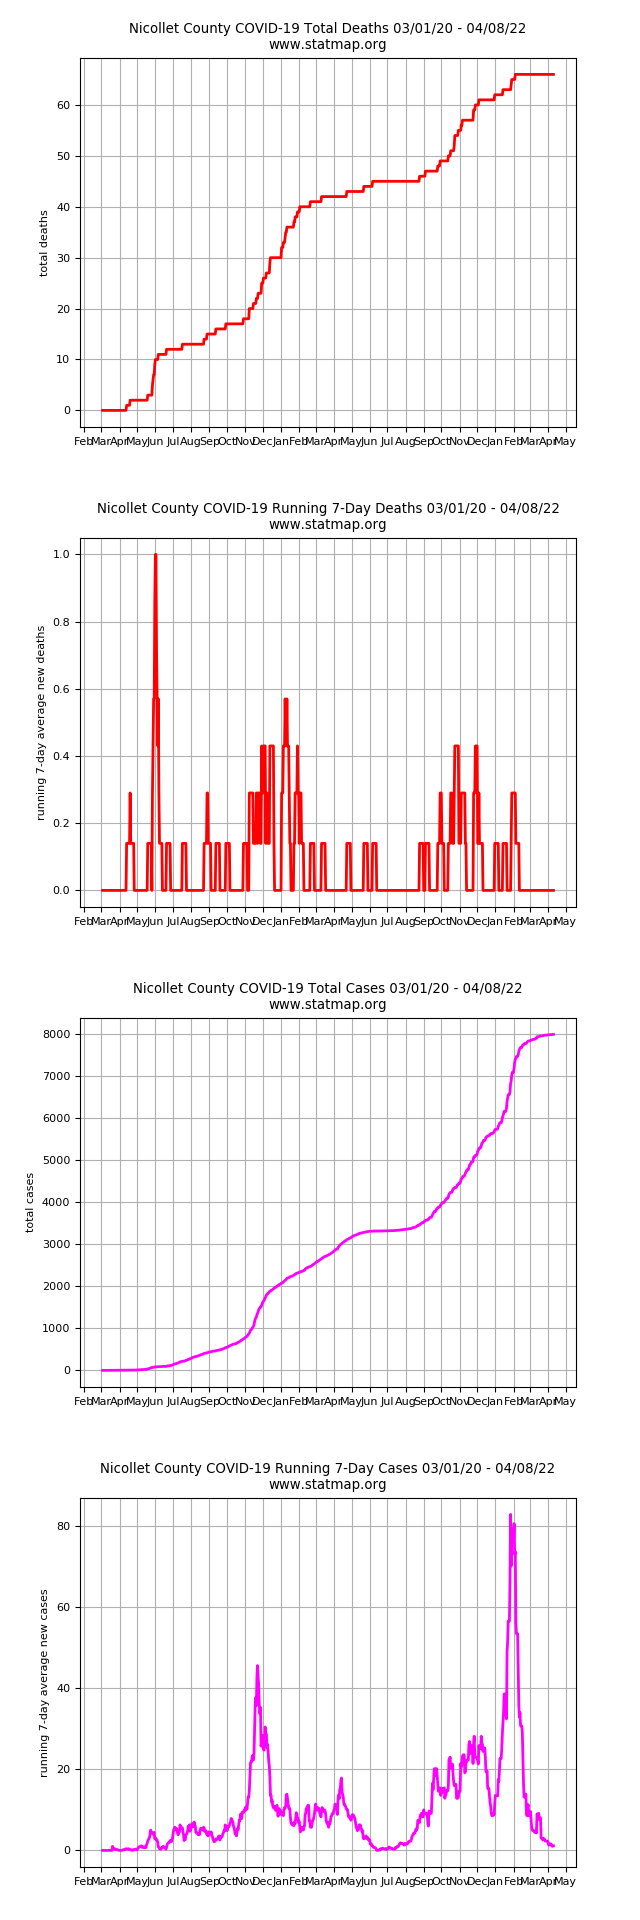 Nicollet County COVID-19 Total Deaths 03/01/20 - 04/08/22
www.statmap.org
total deaths
60
50
40
30
20
10
0
Feb Mar Apr May Jun Jul Aug Sep Oct Nov Dec Jan Feb Mar Apr May Jun Jul Aug Sep Oct Nov Dec Jan Feb Mar Apr May
Nicollet County COVID-19 Running 7-Day Deaths 03/01/20 - 04/08/22
www.statmap.org
running 7-day average new deaths
1.0
0.8
0.6
0.4
0.2
0.0
Feb Mar Apr May Jun Jul Aug Sep Oct Nov Dec Jan Feb Mar Apr May Jun Jul Aug Sep Oct Nov Dec Jan Feb Mar Apr May
Nicollet County COVID-19 Total Cases 03/01/20 - 04/08/22
www.statmap.org
total cases
8000
7000
6000
5000
4000
3000
2000
1000
0
Feb Mar Apr May Jun Jul Aug Sep Oct Nov Dec Jan Feb Mar Apr May Jun Jul Aug Sep Oct Nov Dec Jan Feb Mar Apr May
Nicollet County COVID-19 Running 7-Day Cases 03/01/20 - 04/08/22
www.statmap.org
running 7-day average new cases
80
60
40
20
0
Feb Mar Apr May Jun Jul Aug Sep Oct Nov Dec Jan Feb Mar Apr May Jun Jul Aug Sep Oct Nov Dec Jan Feb Mar Apr May